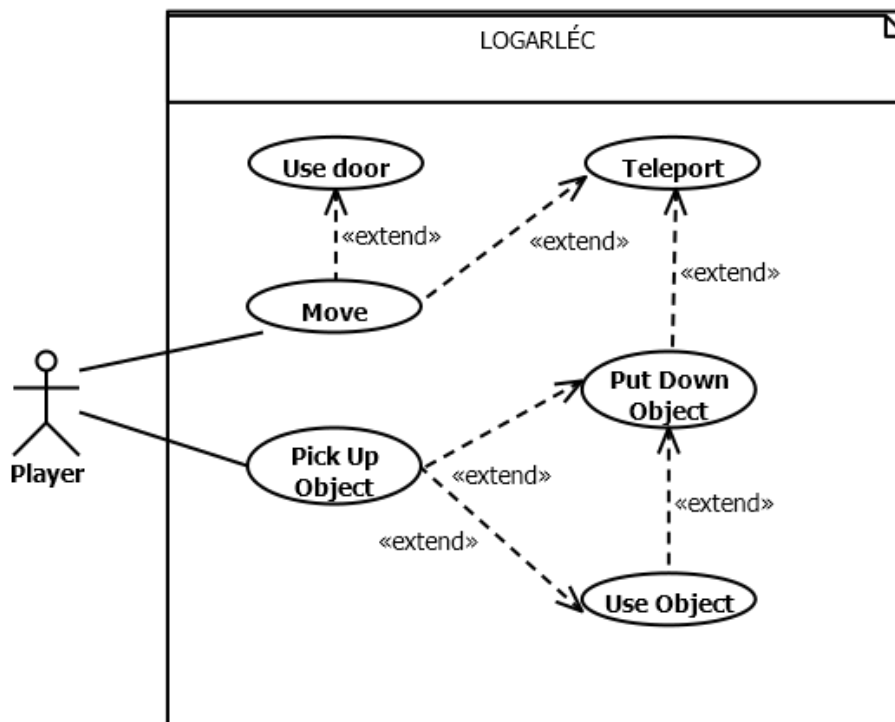 LOGARLÉC
Use door
Teleport
«extend»
«extend»
«extend»
Move
Put Down
Object
Player
Pick Up
Object
«extend»
«extend»
«extend»
Use Object